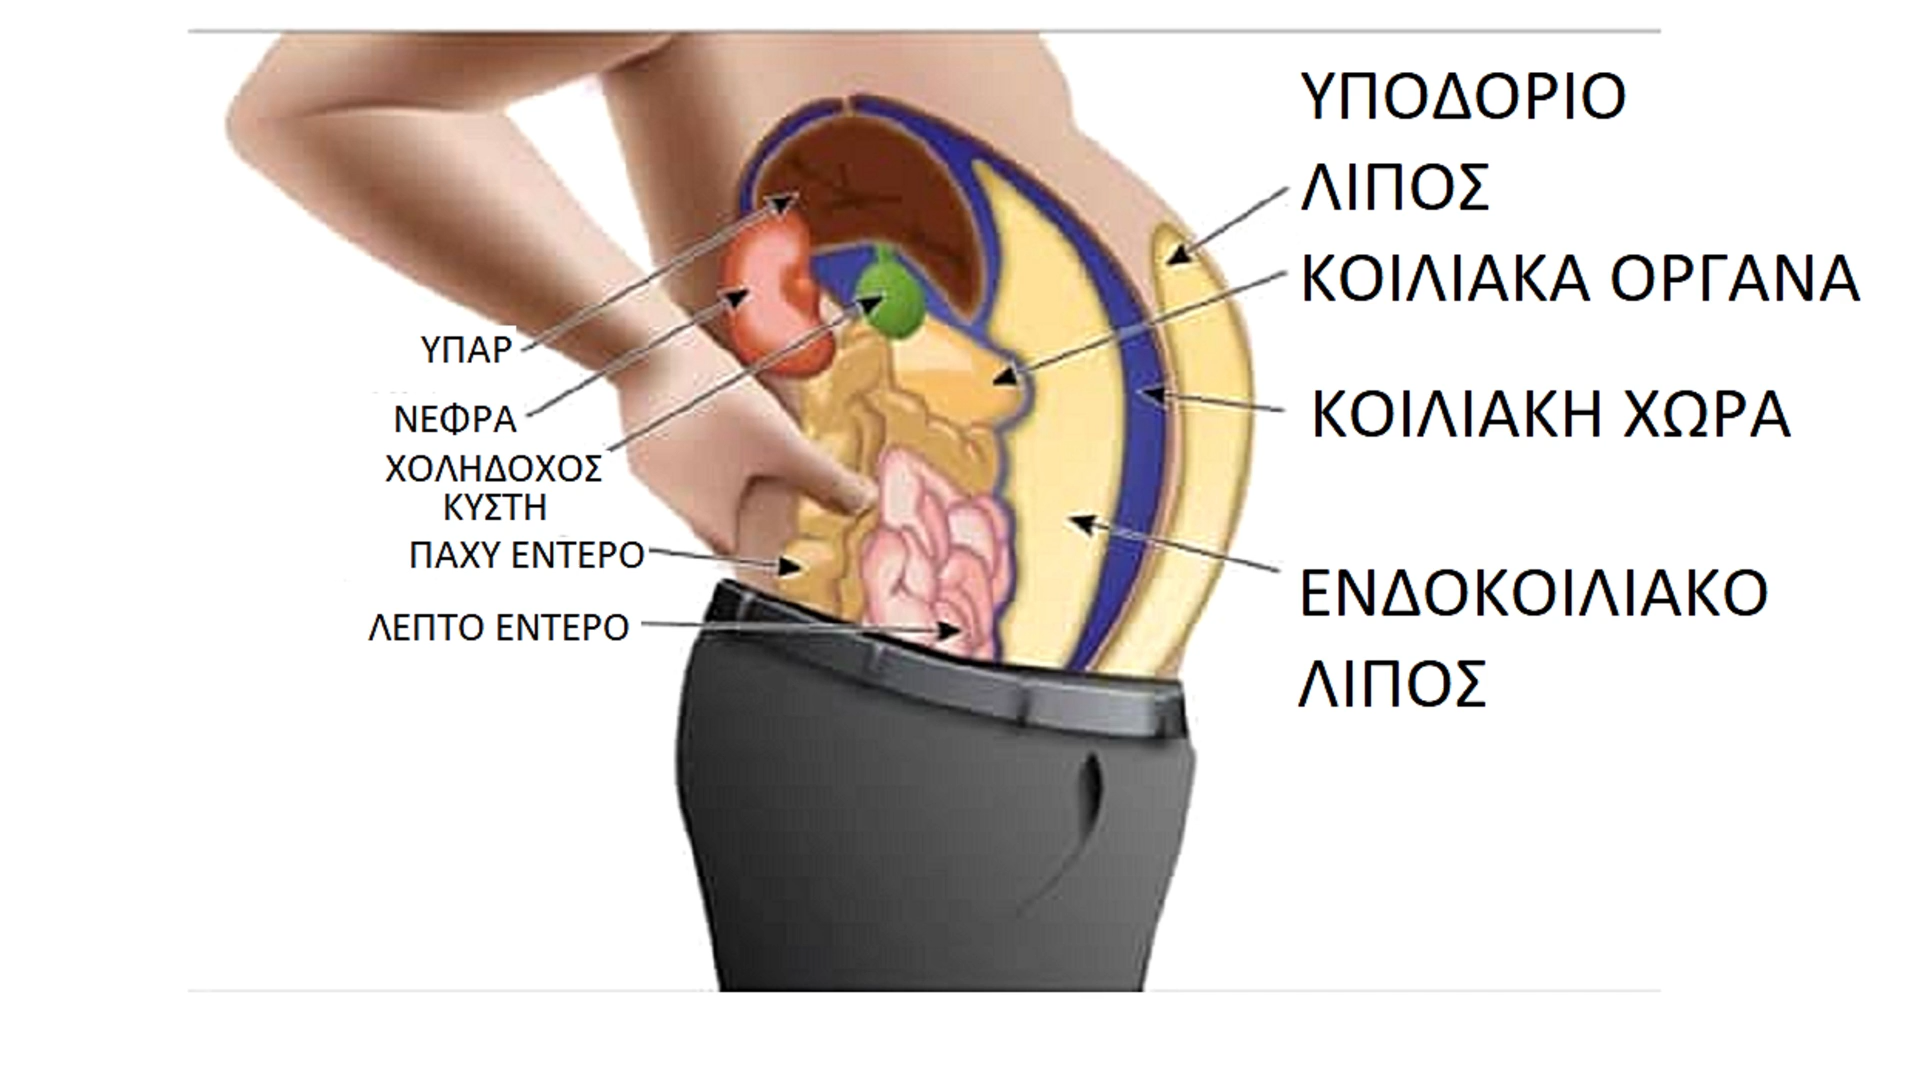 ΥΠΟΔΟΡΙΟ
ΛΙΠΟΣ
ΚΟΙΛΙΑΚΑ ΟΡΓΑΝΑ
ΚΟΙΛΙΑΚΗ ΧΩΡΑ
ΕΝΔΟΚΟΙΛΙΑΚΟ
ΛΙΠΟΣ
ΥΠΑΡ
ΝΕΦΡΑ
ΧΟΛΗΔΟΧΟΣ
ΚΥΣΤΗ
ΠΑΧΥ ΕΝΤΕΡΟ
ΛΕΠΤΟ ΕΝΤΕΡΟ